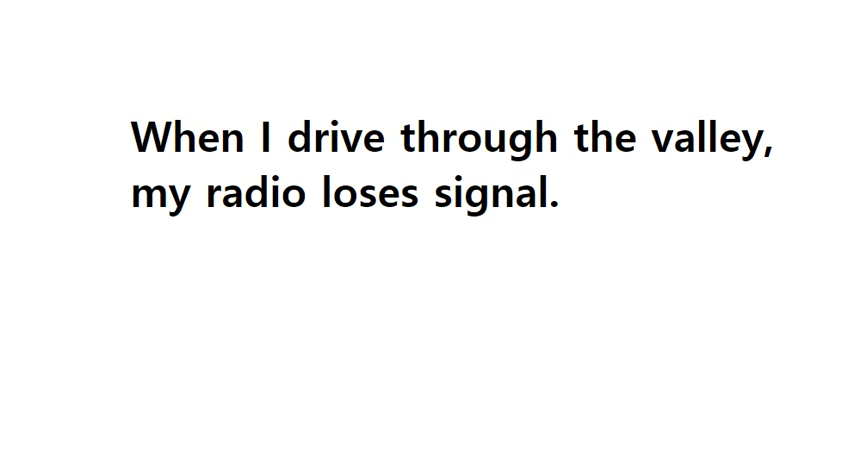 When I drive through the valley,
my radio loses signal.